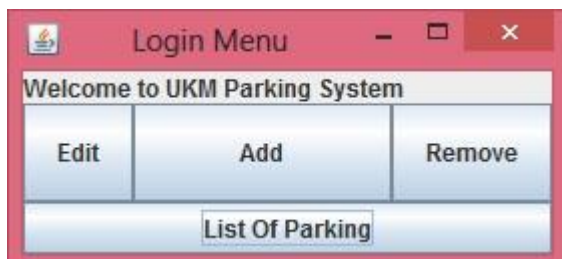 Login Menu
Welcome to UKM Parking System
Edit Add Remove
List Of Parking